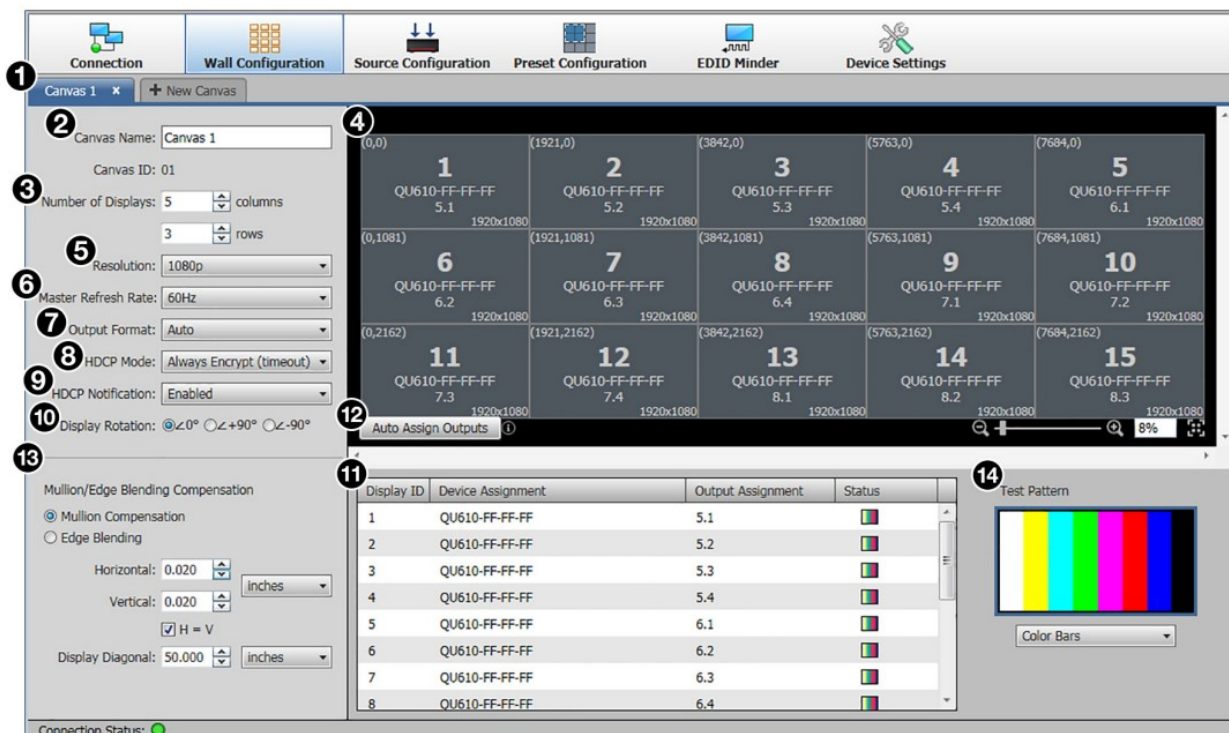 Connection Wall Configuration Source Configuration Preset Configuration EDID Minder Device Settings
1
Canvas 1 x + New Canvas
2 Canvas Name: Canvas 1
Canvas ID: 01
3 Number of Displays: 5 columns
3 rows
5 Resolution: 1080p
6 Master Refresh Rate: 60Hz
7 Output Format: Auto
8 HDCP Mode: Always Encrypt (timeout)
9 HDCP Notification: Enabled
10 Display Rotation: ∠0° ∠+90° ∠-90°
13
Mullion/Edge Blending Compensation
Mullion Compensation
Edge Blending
Horizontal: 0.020
inches
Vertical: 0.020
H = V
Display Diagonal: 50.000 inches
4
(0,0) (1921,0) (3842,0) (5763,0) (7684,0)
1 2 3 4 5
QU610-FF-FF-FF QU610-FF-FF-FF QU610-FF-FF-FF QU610-FF-FF-FF QU610-FF-FF-FF
5.1 5.2 5.3 5.4 6.1
1920x1080 1920x1080 1920x1080 1920x1080 1920x1080
(0,1081) (1921,1081) (3842,1081) (5763,1081) (7684,1081)
6 7 8 9 10
QU610-FF-FF-FF QU610-FF-FF-FF QU610-FF-FF-FF QU610-FF-FF-FF QU610-FF-FF-FF
6.2 6.3 6.4 7.1 7.2
1920x1080 1920x1080 1920x1080 1920x1080 1920x1080
(0,2162) (1921,2162) (3842,2162) (5763,2162) (7684,2162)
11 12 13 14 15
QU610-FF-FF-FF QU610-FF-FF-FF QU610-FF-FF-FF QU610-FF-FF-FF QU610-FF-FF-FF
7.3 7.4 8.1 8.2 8.3
1920x1080 1920x1080 1920x1080 1920x1080 1920x1080
12
Auto Assign Outputs 8%
11
Display ID Device Assignment Output Assignment Status
1 QU610-FF-FF-FF 5.1
2 QU610-FF-FF-FF 5.2
3 QU610-FF-FF-FF 5.3
4 QU610-FF-FF-FF 5.4
5 QU610-FF-FF-FF 6.1
6 QU610-FF-FF-FF 6.2
7 QU610-FF-FF-FF 6.3
8 QU610-FF-FF-FF 6.4
14
Test Pattern
Color Bars
Connection Status: